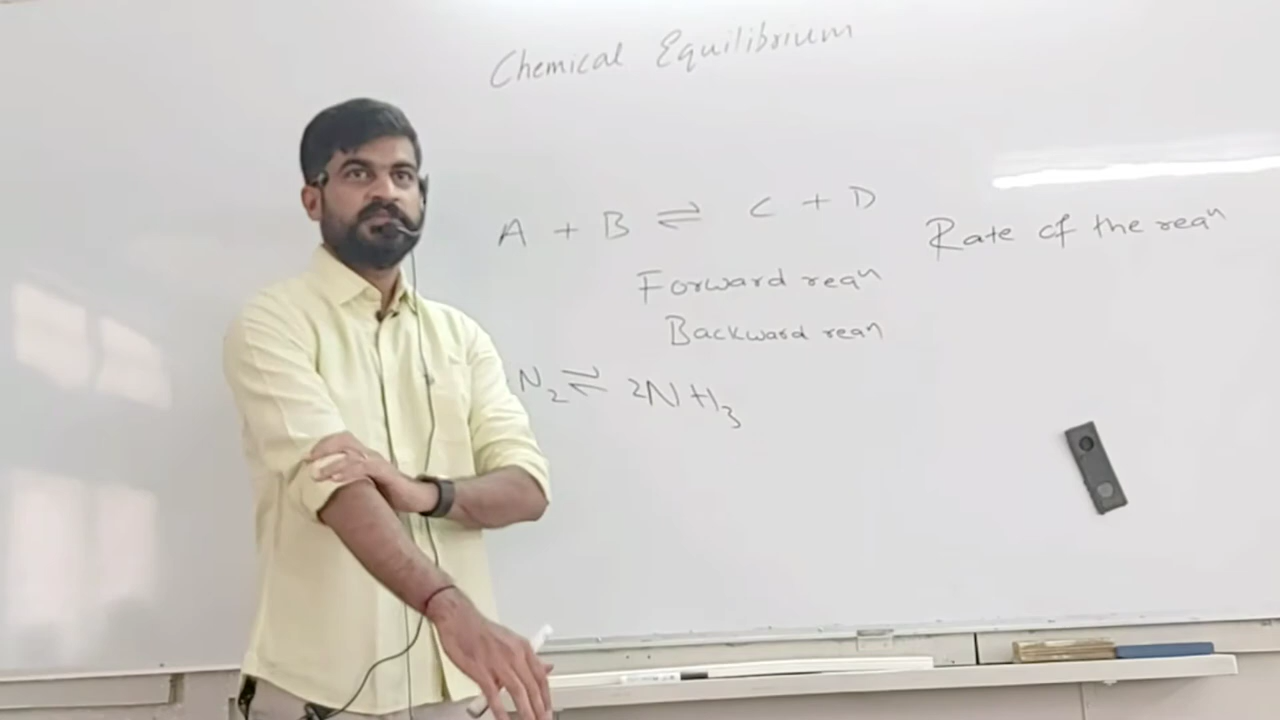 Chemical Equilibrium
A + B ⇌ C + D
Rate of the reaⁿ
Forward reaⁿ
Backward reaⁿ
N₂ ⇌ 2NH₃